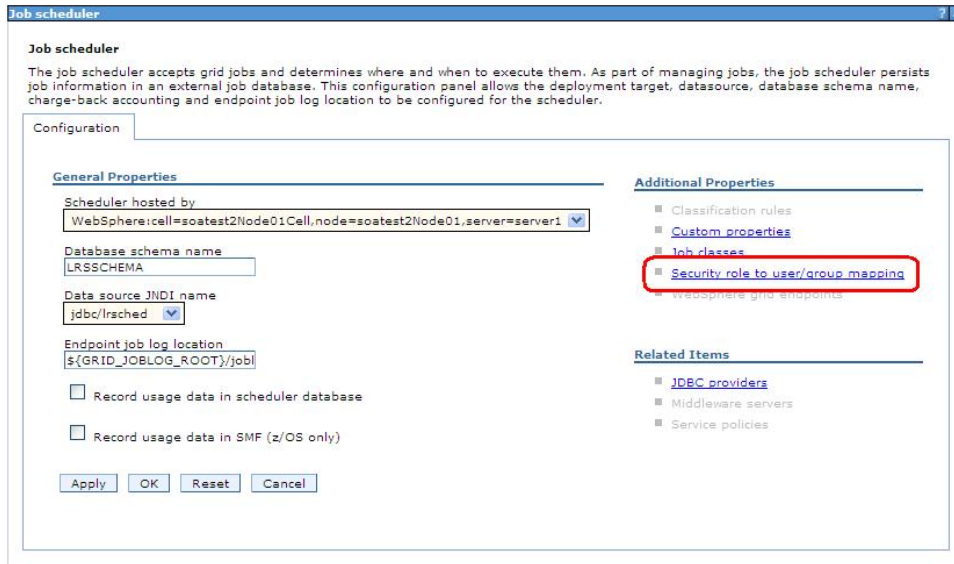 Job scheduler
?
Job scheduler
The job scheduler accepts grid jobs and determines where and when to execute them. As part of managing jobs, the job scheduler persists
job information in an external job database. This configuration panel allows the deployment target, datasource, database schema name,
charge-back accounting and endpoint job log location to be configured for the scheduler.
Configuration
General Properties
Scheduler hosted by
WebSphere:cell=soatest2Node01Cell,node=soatest2Node01,server=server1
Database schema name
LRSSCHEMA
Data source JNDI name
jdbc/lrsched
Endpoint job log location
${GRID_JOBLOG_ROOT}/jobl
Record usage data in scheduler database
Record usage data in SMF (z/OS only)
Apply OK Reset Cancel
Additional Properties
Classification rules
Custom properties
Job classes
Security role to user/group mapping
WebSphere grid endpoints
Related Items
JDBC providers
Middleware servers
Service policies